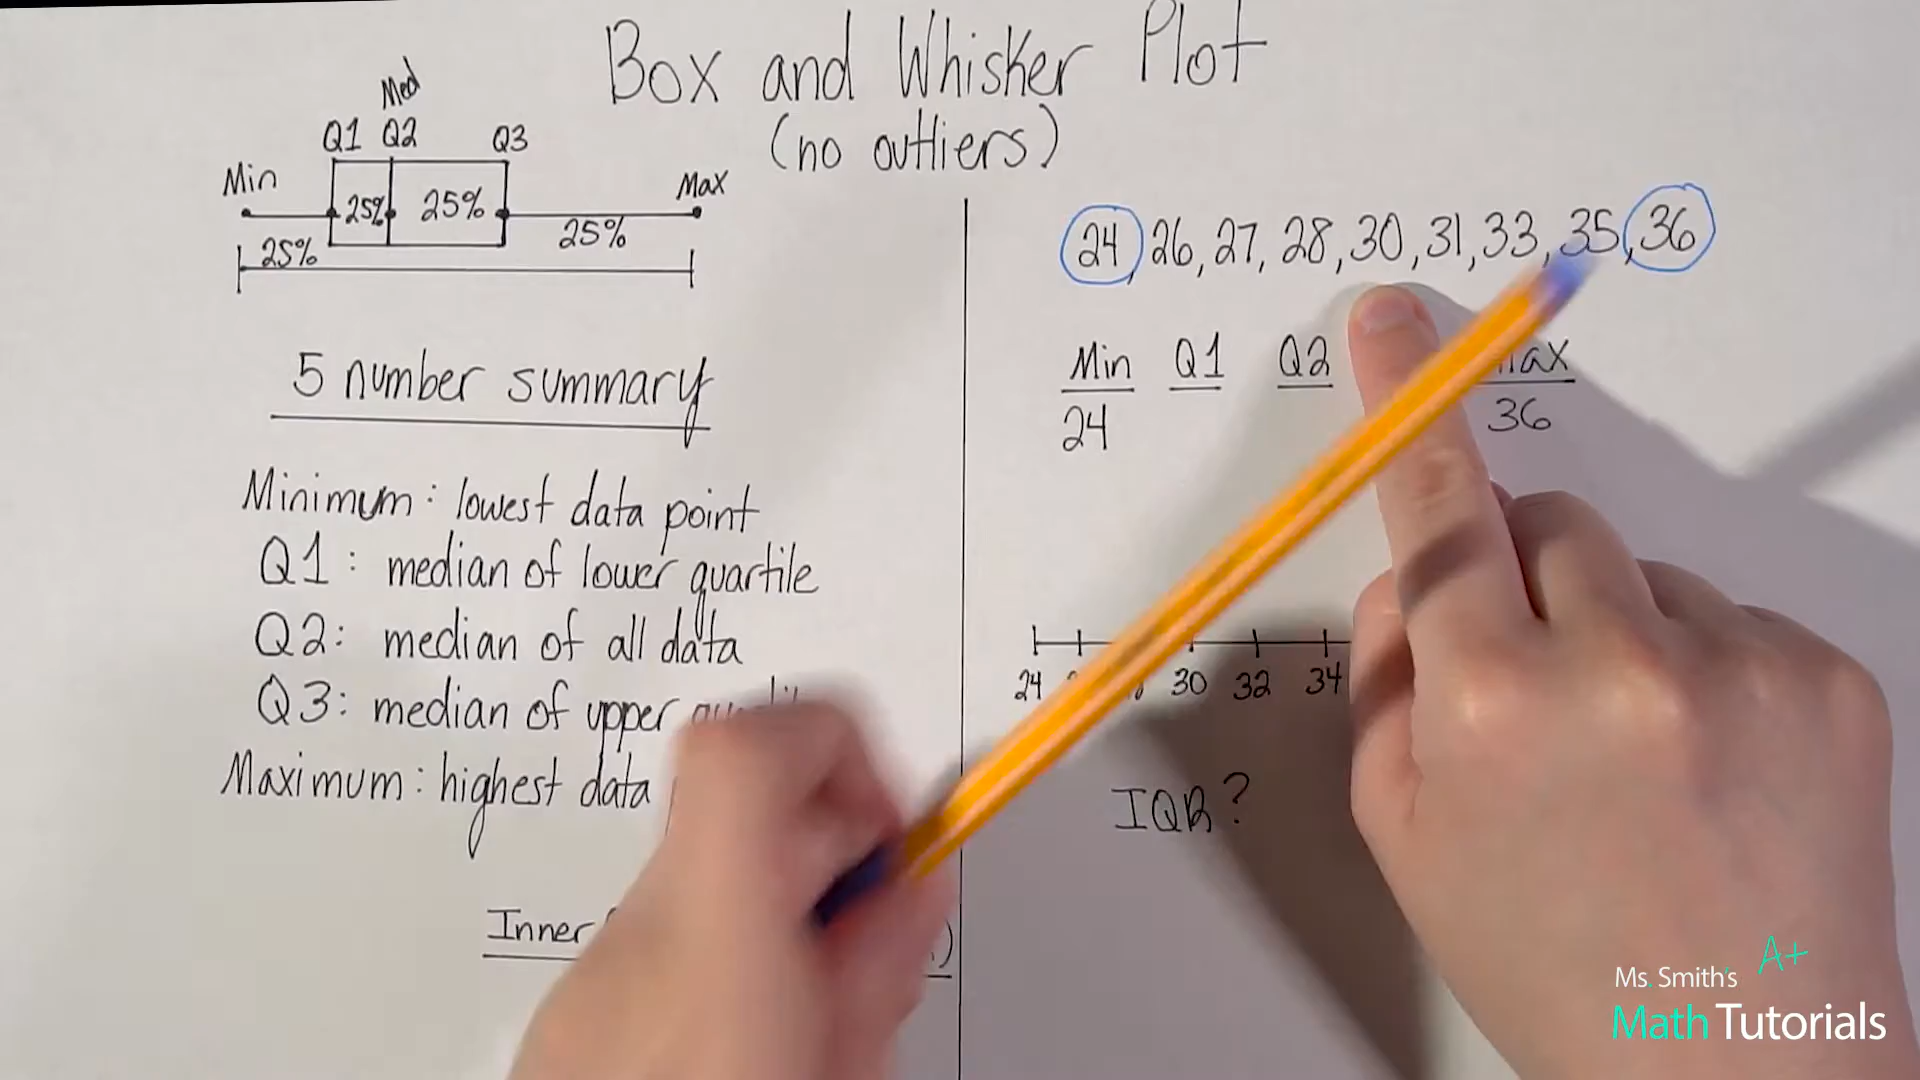 Box and Whisker Plot
(no outliers)
Med
Q1 Q2 Q3
Min Max
25% 25% 25% 25%
5 number summary
Minimum: lowest data point
Q1: median of lower quartile
Q2: median of all data
Q3: median of upper
Maximum: highest data
Inner
24, 26, 27, 28, 30, 31, 33, 35, 36
Min Q1 Q2
24 36
24 30 32 34
IQR?
A+
Ms. Smith's
Math Tutorials